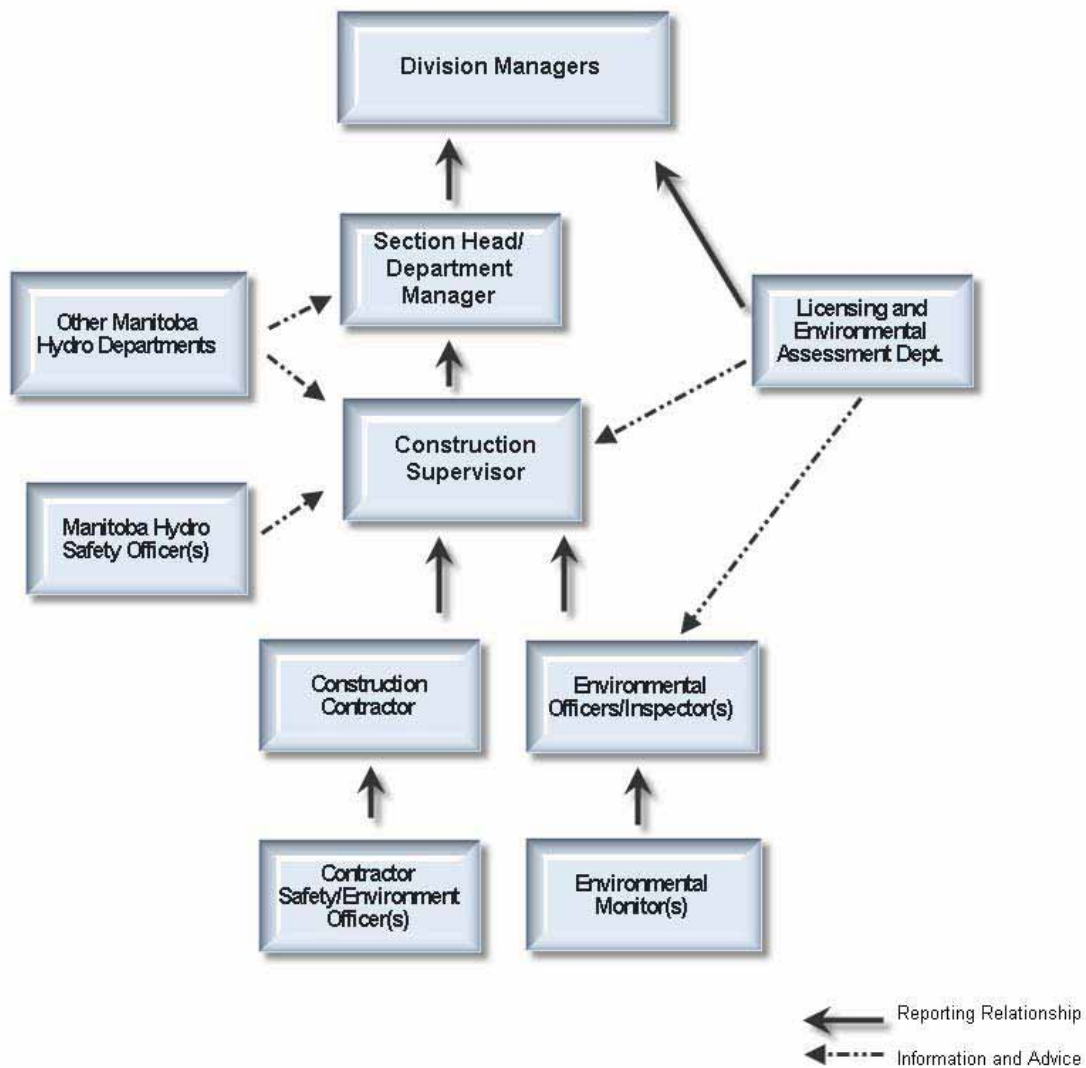 Division Managers
Section Head/
Department
Manager
Other Manitoba
Hydro Departments
Licensing and
Environmental
Assessment Dept.
Construction
Supervisor
Manitoba Hydro
Safety Officer(s)
Construction
Contractor
Environmental
Officers/Inspector(s)
Contractor
Safety/Environment
Officer(s)
Environmental
Monitor(s)
Reporting Relationship
Information and Advice